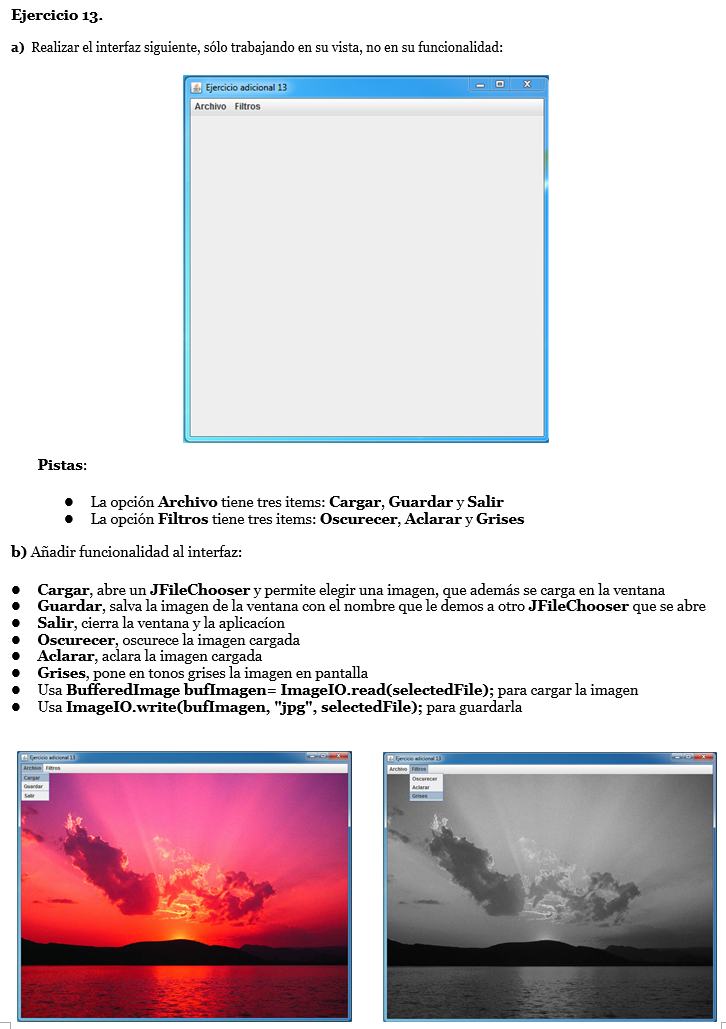 Ejercicio 13.
a) Realizar el interfaz siguiente, sólo trabajando en su vista, no en su funcionalidad:
Ejercicio adicional 13
Archivo Filtros
Pistas:
● La opción Archivo tiene tres items: Cargar, Guardar y Salir
● La opción Filtros tiene tres items: Oscurecer, Aclarar y Grises
b) Añadir funcionalidad al interfaz:
● Cargar, abre un JFileChooser y permite elegir una imagen, que además se carga en la ventana
● Guardar, salva la imagen de la ventana con el nombre que le demos a otro JFileChooser que se abre
● Salir, cierra la ventana y la aplicacíon
● Oscurecer, oscurece la imagen cargada
● Aclarar, aclara la imagen cargada
● Grises, pone en tonos grises la imagen en pantalla
● Usa BufferedImage bufImagen= ImageIO.read(selectedFile); para cargar la imagen
● Usa ImageIO.write(bufImagen, "jpg", selectedFile); para guardarla
Ejercicio adicional 13
Archivo Filtros
Cargar
Guardar
Salir
Ejercicio adicional 13
Archivo Filtros
Oscurecer
Aclarar
Grises